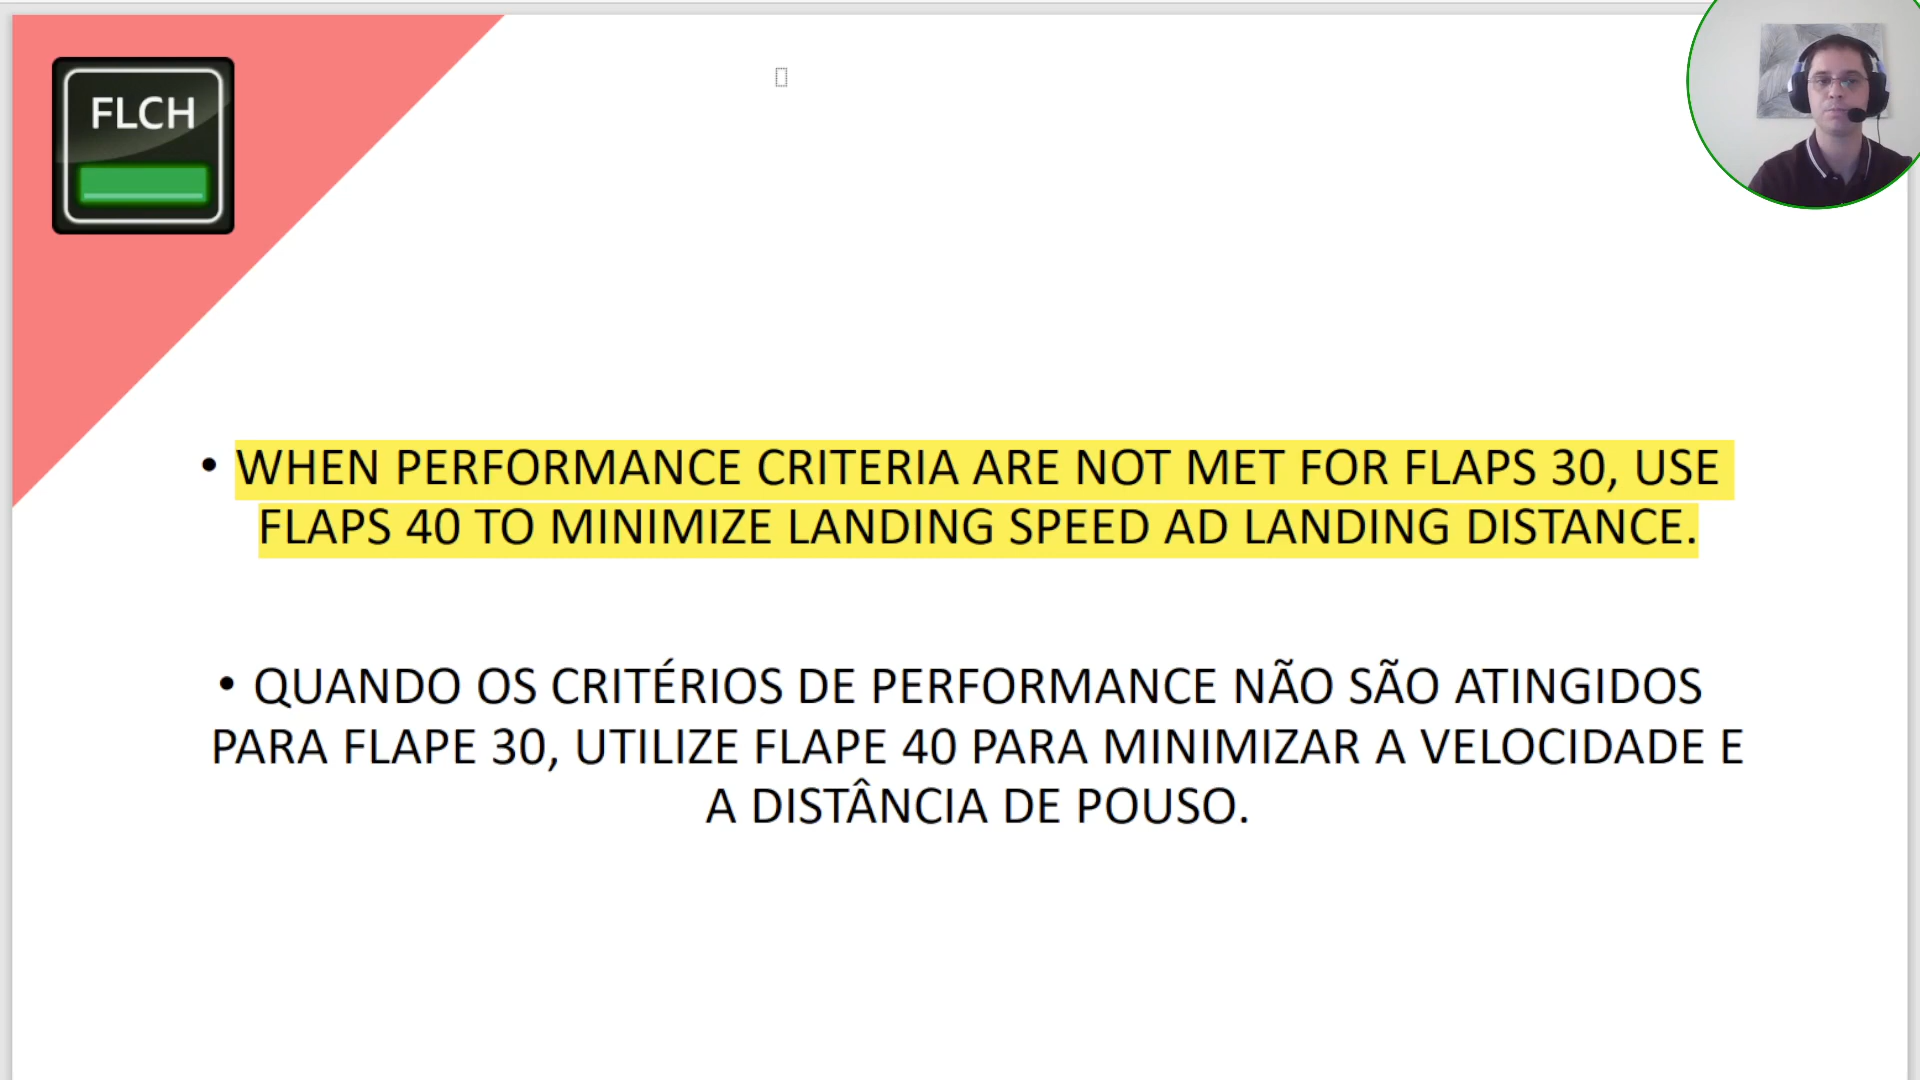 FLCH
• WHEN PERFORMANCE CRITERIA ARE NOT MET FOR FLAPS 30, USE
FLAPS 40 TO MINIMIZE LANDING SPEED AD LANDING DISTANCE.
• QUANDO OS CRITÉRIOS DE PERFORMANCE NÃO SÃO ATINGIDOS
PARA FLAPE 30, UTILIZE FLAPE 40 PARA MINIMIZAR A VELOCIDADE E
A DISTÂNCIA DE POUSO.